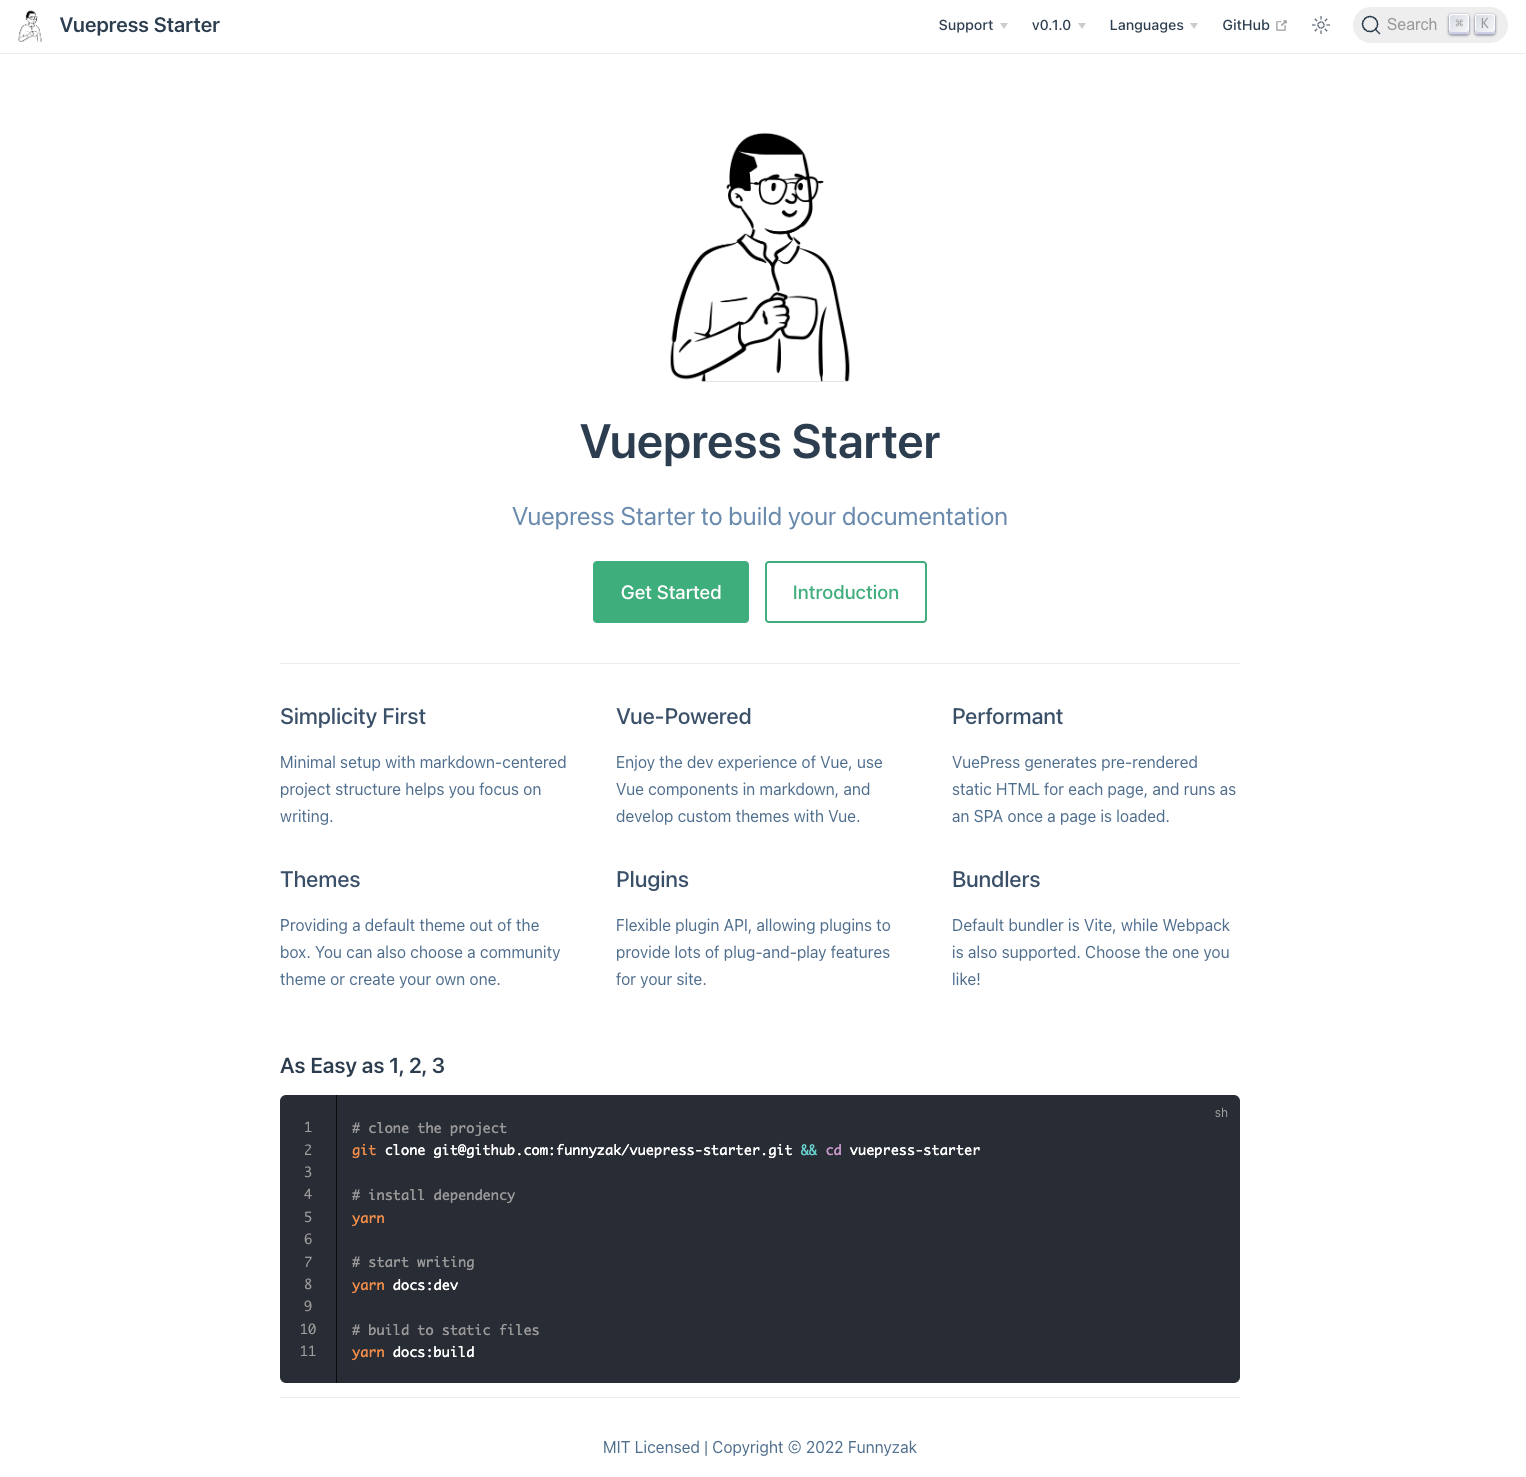 Vuepress Starter
Support
v0.1.0
Languages
GitHub
Search ⌘ K
Vuepress Starter
Vuepress Starter to build your documentation
Get Started
Introduction
Simplicity First
Minimal setup with markdown-centered
project structure helps you focus on
writing.
Vue-Powered
Enjoy the dev experience of Vue, use
Vue components in markdown, and
develop custom themes with Vue.
Performant
VuePress generates pre-rendered
static HTML for each page, and runs as
an SPA once a page is loaded.
Themes
Providing a default theme out of the
box. You can also choose a community
theme or create your own one.
Plugins
Flexible plugin API, allowing plugins to
provide lots of plug-and-play features
for your site.
Bundlers
Default bundler is Vite, while Webpack
is also supported. Choose the one you
like!
As Easy as 1, 2, 3
sh
1 # clone the project
2 git clone git@github.com:funnyzak/vuepress-starter.git && cd vuepress-starter
3
4 # install dependency
5 yarn
6
7 # start writing
8 yarn docs:dev
9
10 # build to static files
11 yarn docs:build
MIT Licensed | Copyright © 2022 Funnyzak